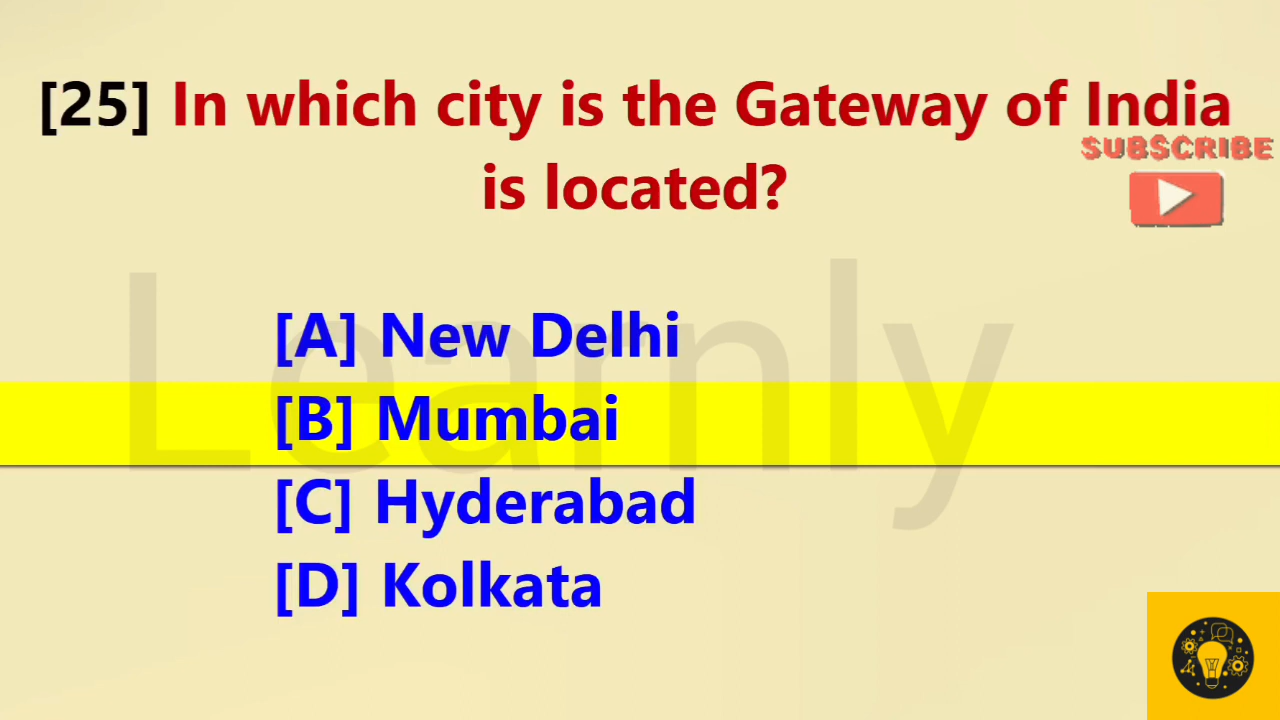 [25] In which city is the Gateway of India
is located?
SUBSCRIBE
Learnly
[A] New Delhi
[B] Mumbai
[C] Hyderabad
[D] Kolkata